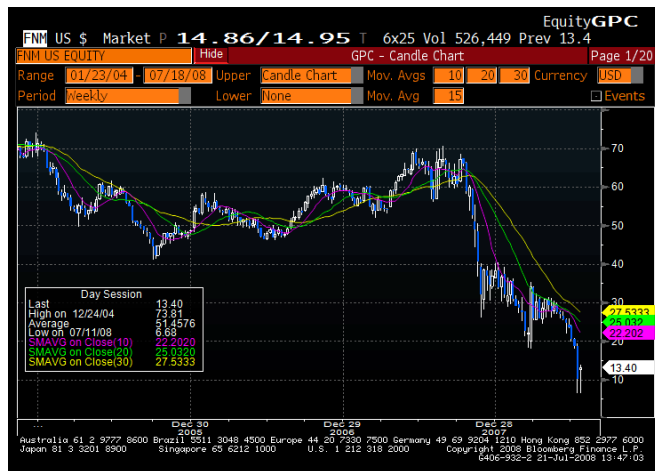 EquityGPC
FNM US $ Market P 14.86/14.95 T 6x25 Vol 526,449 Prev 13.4
FNM US EQUITY Hide GPC - Candle Chart Page 1/20
Range 01/23/04 - 07/18/08 Upper Candle Chart Mov. Avgs 10 20 30 Currency USD
Period Weekly Lower None Mov. Avg 15 Events
70
60
50
40
30
27.5333
25.032
22.202
20
13.40
10
Day Session
Last 13.40
High on 12/24/04 73.81
Average 51.4576
Low on 07/11/08 6.68
SMAVG on Close(10) 22.2020
SMAVG on Close(20) 25.0320
SMAVG on Close(30) 27.5333
... Dec 30 Dec 29 Dec 28
2005 2006 2007
Australia 61 2 9777 8600 Brazil 5511 3048 4500 Europe 44 20 7330 7500 Germany 49 69 9204 1210 Hong Kong 852 2977 6000
Japan 81 3 3201 8900 Singapore 65 6212 1000 U.S. 1 212 318 2000 Copyright 2008 Bloomberg Finance L.P.
G406-932-2 21-Jul-2008 13:47:03